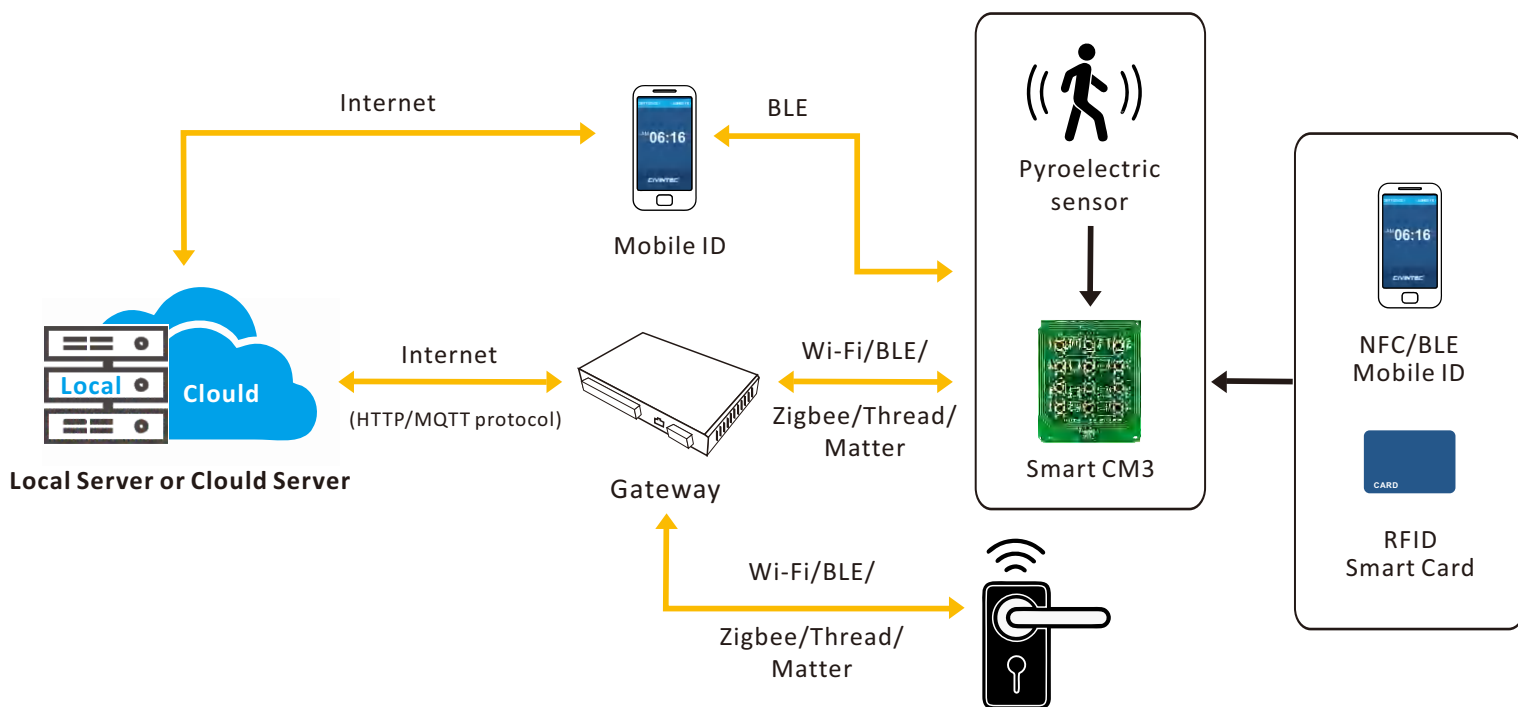 Internet
BLE
06:16
CIVINTEC
Mobile ID
Pyroelectric
sensor
Smart CM3
Local
Clould
Local Server or Clould Server
Internet
(HTTP/MQTT protocol)
Gateway
Wi-Fi/BLE/
Zigbee/Thread/
Matter
Wi-Fi/BLE/
Zigbee/Thread/
Matter
06:16
CIVINTEC
NFC/BLE
Mobile ID
CARD
RFID
Smart Card